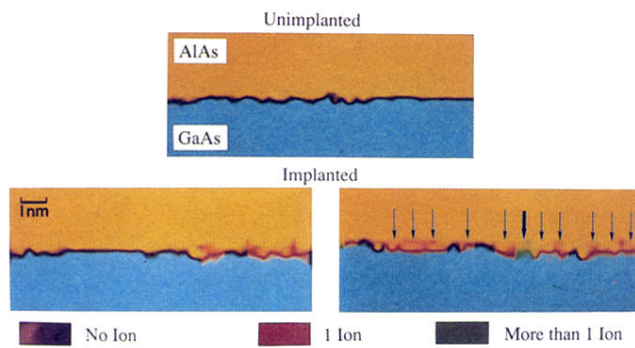 Unimplanted
AlAs
GaAs
Implanted
1nm
No Ion
1 Ion
More than 1 Ion